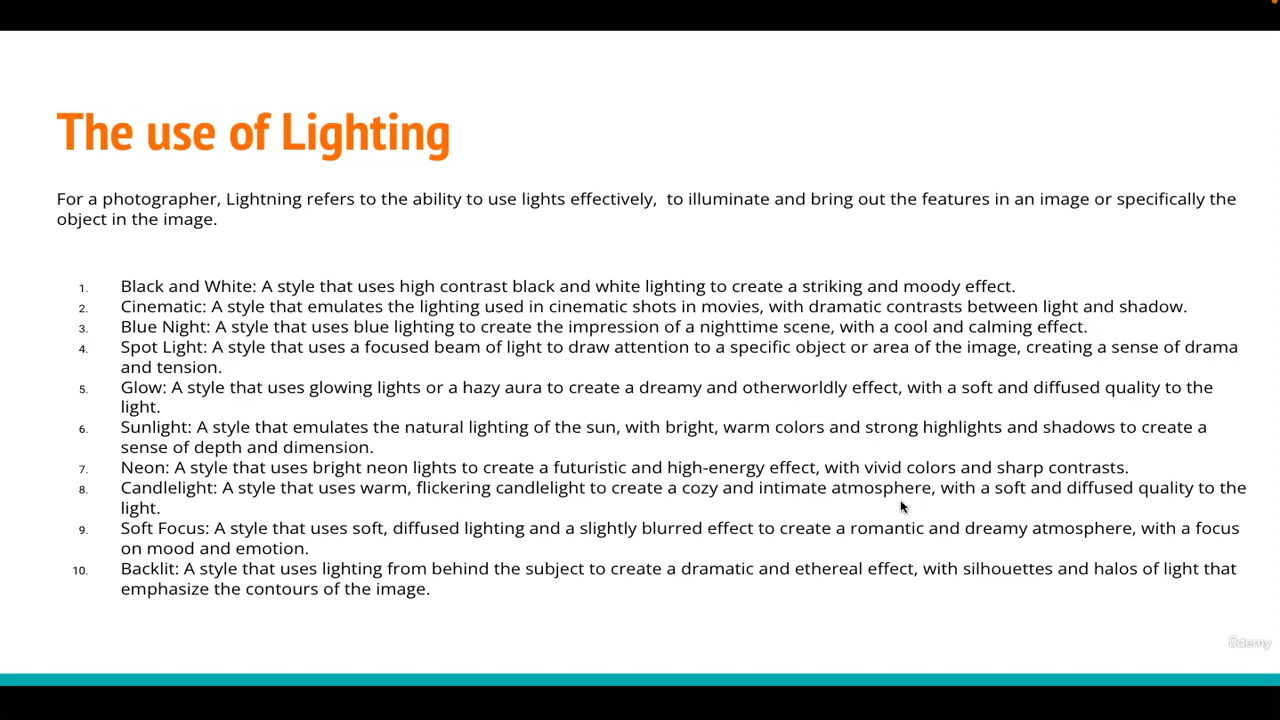 The use of Lighting
For a photographer, Lightning refers to the ability to use lights effectively,  to illuminate and bring out the features in an image or specifically the
object in the image.
1. Black and White: A style that uses high contrast black and white lighting to create a striking and moody effect.
2. Cinematic: A style that emulates the lighting used in cinematic shots in movies, with dramatic contrasts between light and shadow.
3. Blue Night: A style that uses blue lighting to create the impression of a nighttime scene, with a cool and calming effect.
4. Spot Light: A style that uses a focused beam of light to draw attention to a specific object or area of the image, creating a sense of drama
and tension.
5. Glow: A style that uses glowing lights or a hazy aura to create a dreamy and otherworldly effect, with a soft and diffused quality to the
light.
6. Sunlight: A style that emulates the natural lighting of the sun, with bright, warm colors and strong highlights and shadows to create a
sense of depth and dimension.
7. Neon: A style that uses bright neon lights to create a futuristic and high-energy effect, with vivid colors and sharp contrasts.
8. Candlelight: A style that uses warm, flickering candlelight to create a cozy and intimate atmosphere, with a soft and diffused quality to the
light.
9. Soft Focus: A style that uses soft, diffused lighting and a slightly blurred effect to create a romantic and dreamy atmosphere, with a focus
on mood and emotion.
10. Backlit: A style that uses lighting from behind the subject to create a dramatic and ethereal effect, with silhouettes and halos of light that
emphasize the contours of the image.
ûdemy